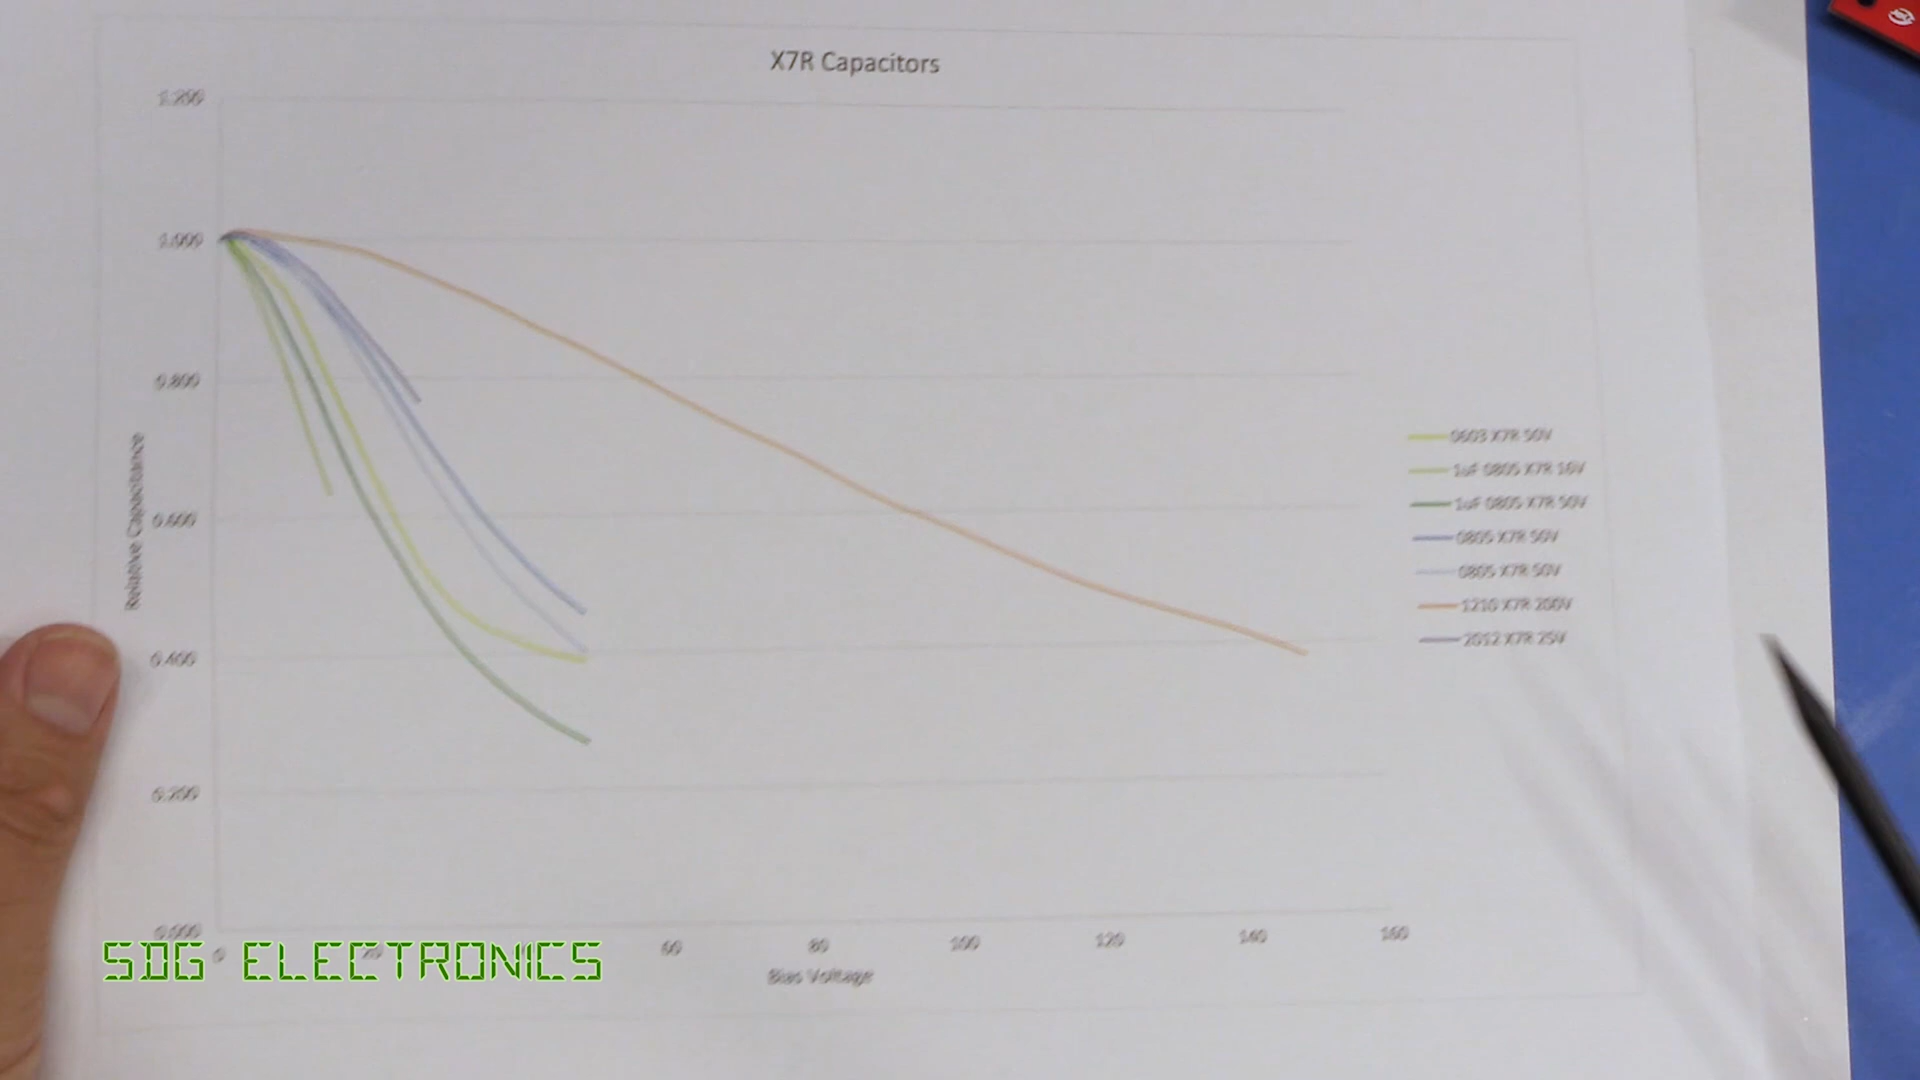 X7R Capacitors
1.200
1.000
0.800
0.600
0.400
0.200
0.000
Relative Capacitance
0 20 60 80 100 120 140 160
Bias Voltage
0603 X7R 50V
1uF 0805 X7R 16V
1uF 0805 X7R 50V
0805 X7R 50V
0805 X7R 50V
1210 X7R 200V
2012 X7R 25V
SDG ELECTRONICS